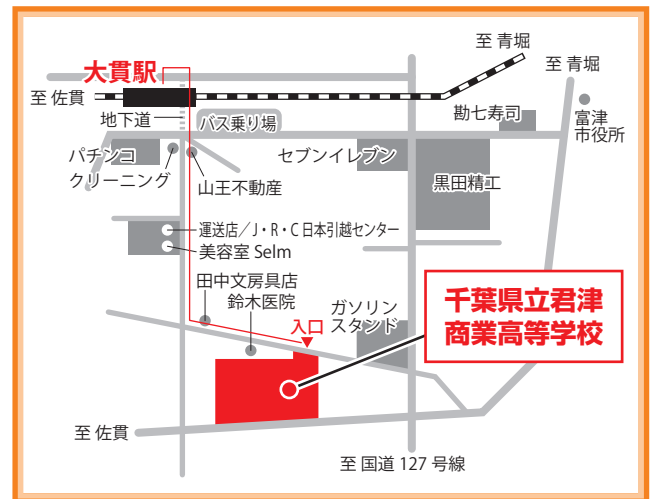 至 青堀
至 青堀
大貫駅
至 佐貫
地下道
バス乗り場
勘七寿司
富津
市役所
パチンコ
クリーニング
山王不動産
セブンイレブン
黒田精工
運送店／J・R・C日本引越センター
美容室 Selm
田中文房具店
鈴木医院
入口
ガソリン
スタンド
千葉県立君津
商業高等学校
至 佐貫
至 国道 127 号線